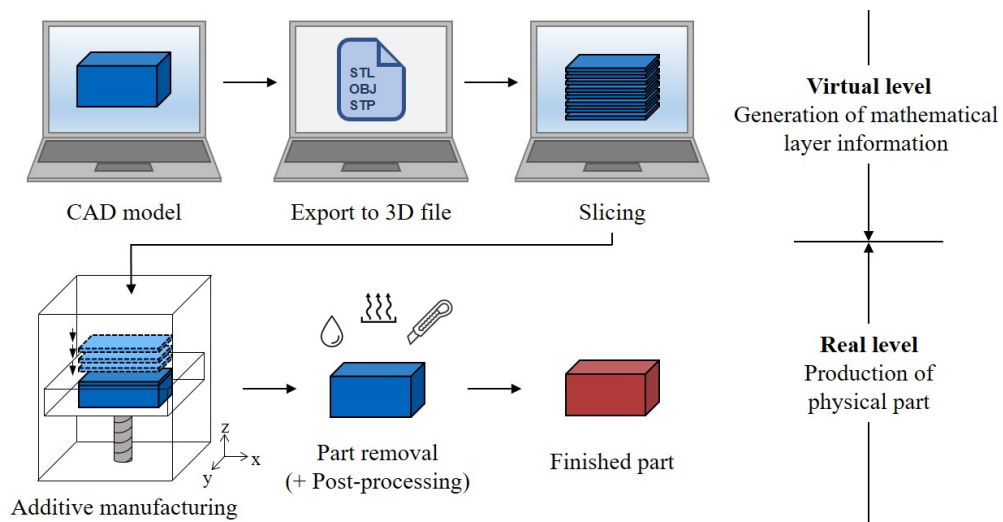 STL
OBJ
STP
CAD model
Export to 3D file
Slicing
Virtual level
Generation of mathematical
layer information
z
x
y
Additive manufacturing
Part removal
(+ Post-processing)
Finished part
Real level
Production of
physical part